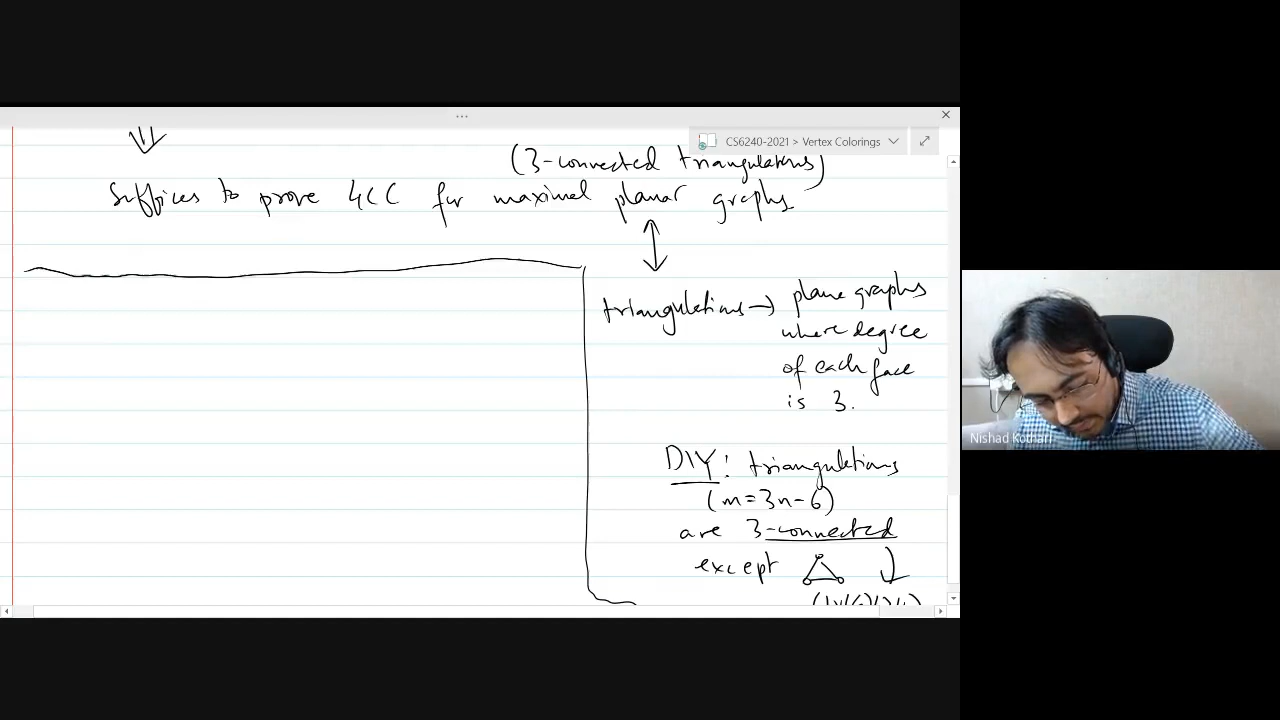 CS6240-2021 > Vertex Colorings
(3-connected triangulations)
Suffices to prove 4CC for maximal planar graphs
triangulations → plane graphs
where degree
of each face
is 3.
DIY: triangulations
(m=3n-6)
are 3-connected
except
Nishad Kothari